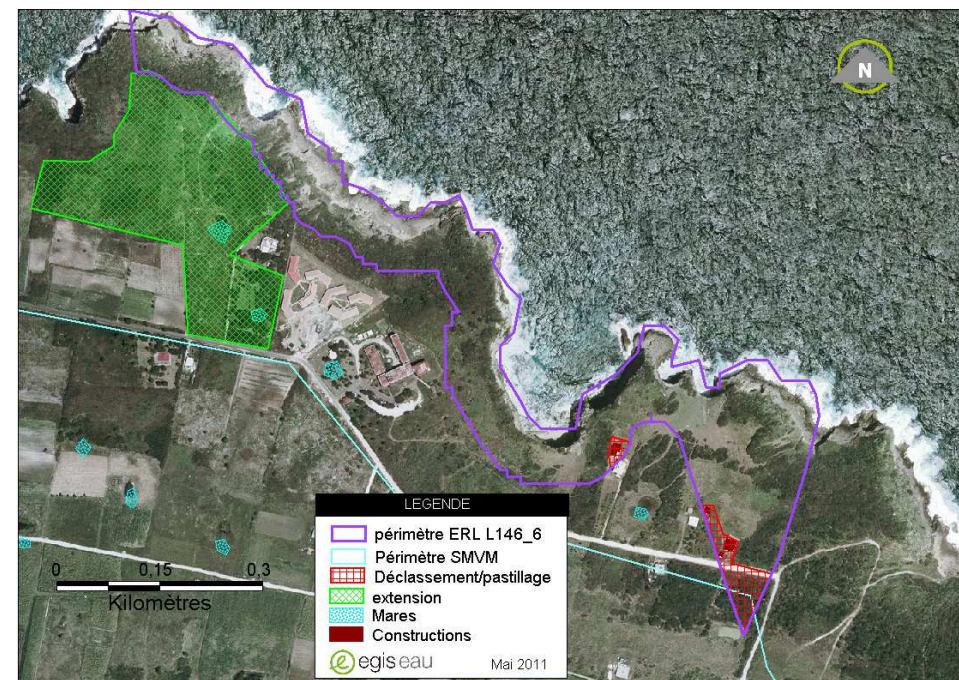 N
LEGENDE
périmètre ERL L146_6
Périmètre SMVM
Déclassement/pastillage
extension
Mares
Constructions
egis eau Mai 2011
0 0,15 0,3
Kilomètres